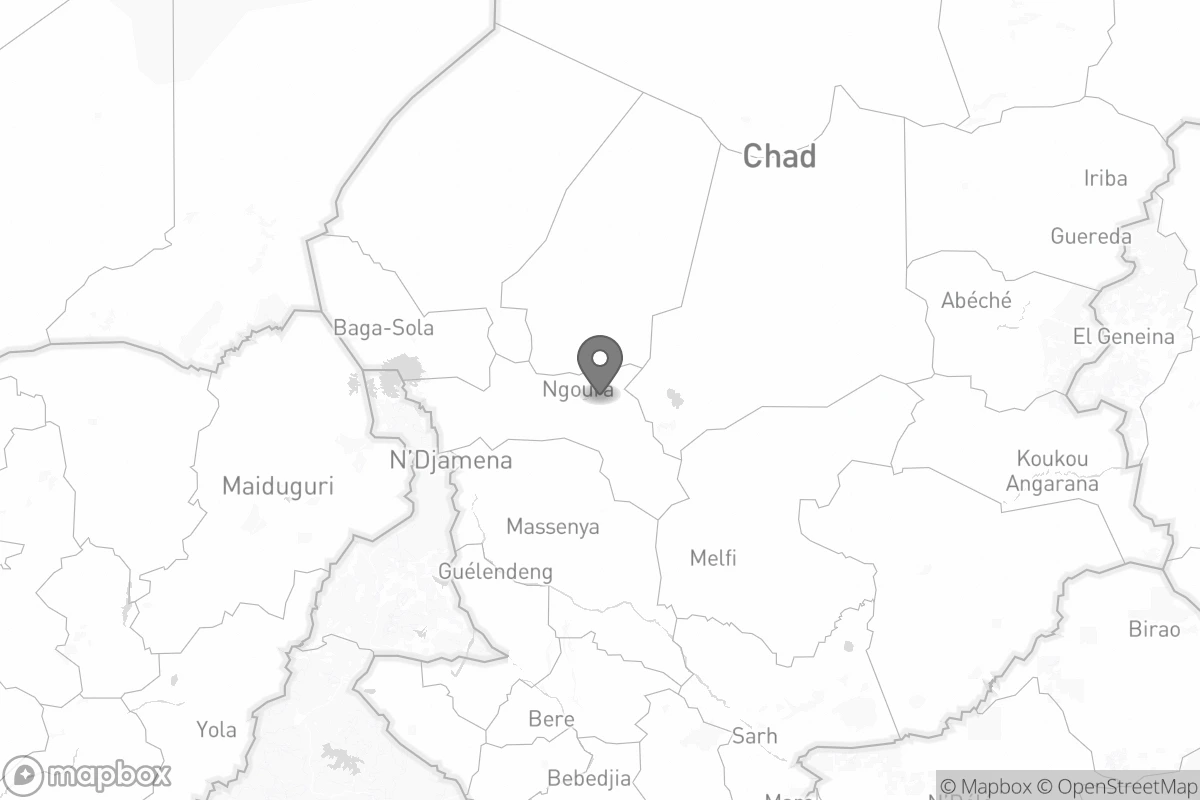 Chad
Iriba
Guereda
Abéché
Baga-Sola
El Geneina
Ngoura
N'Djamena
Koukou
Angarana
Maiduguri
Massenya
Melfi
Guélendeng
Birao
Bere
Yola
Sarh
Bebedjia
mapbox
© Mapbox © OpenStreetMap